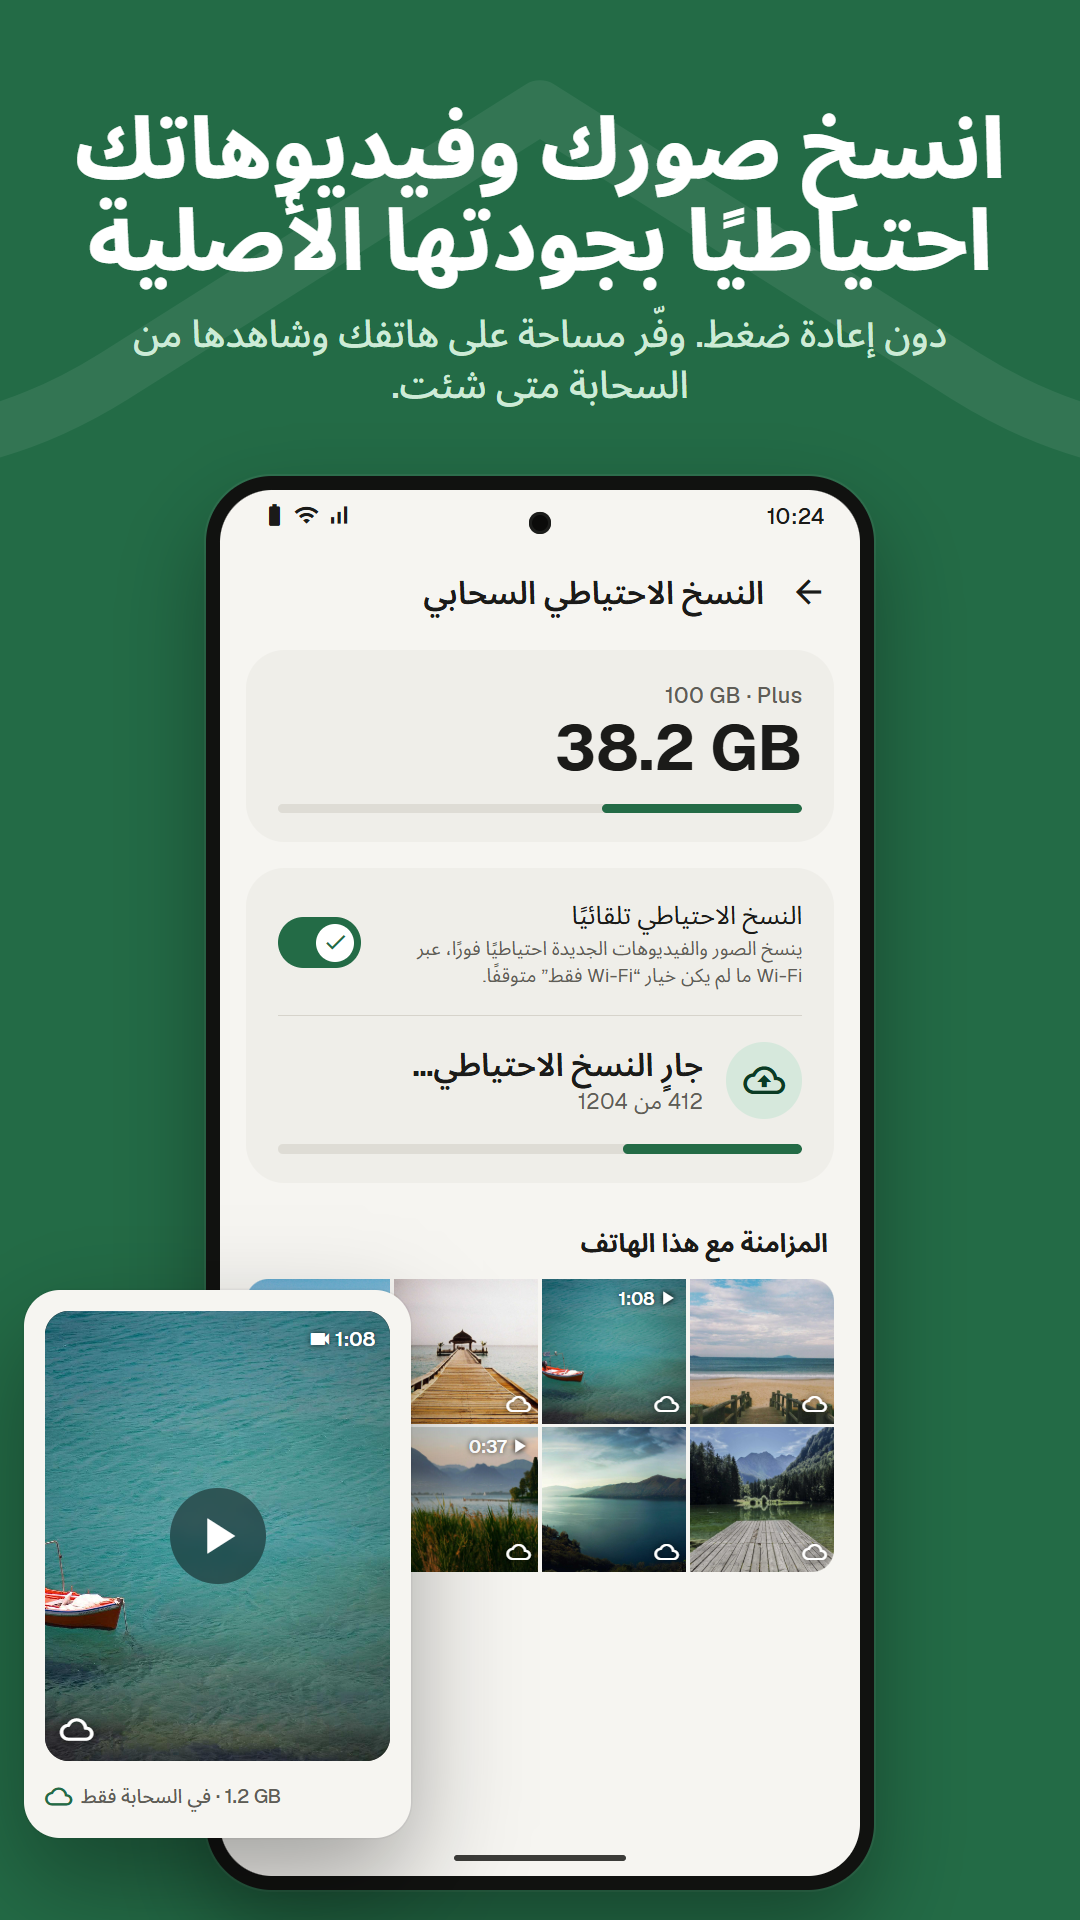 انسخ صورك وفيديوهاتك
احتياطيًا بجودتها الأصلية
دون إعادة ضغط. وفّر مساحة على هاتفك وشاهدها من
السحابة متى شئت.
10:24
النسخ الاحتياطي السحابي
100 GB · Plus
38.2 GB
النسخ الاحتياطي تلقائيًا
ينسخ الصور والفيديوهات الجديدة احتياطيًا فورًا، عبر
Wi-Fi ما لم يكن خيار “Wi-Fi فقط” متوقفًا.
جارٍ النسخ الاحتياطي...
412 من 1204
المزامنة مع هذا الهاتف
1:08
0:37
1:08
1.2 GB · في السحابة فقط